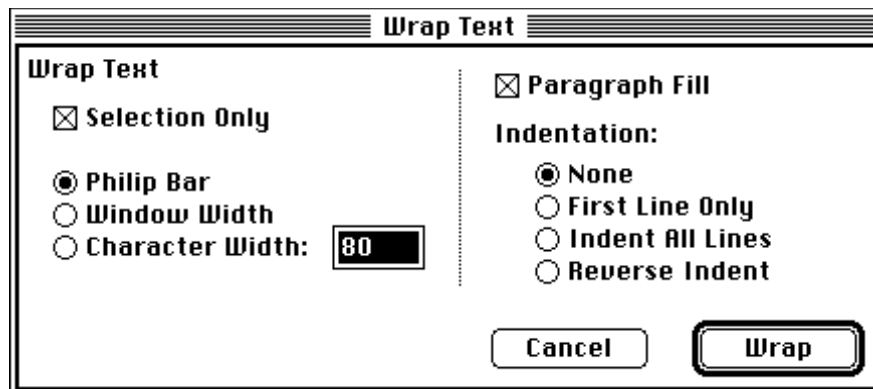 Wrap Text
Wrap Text
Selection Only
Philip Bar
Window Width
Character Width: 80
Paragraph Fill
Indentation:
None
First Line Only
Indent All Lines
Reverse Indent
Cancel
Wrap